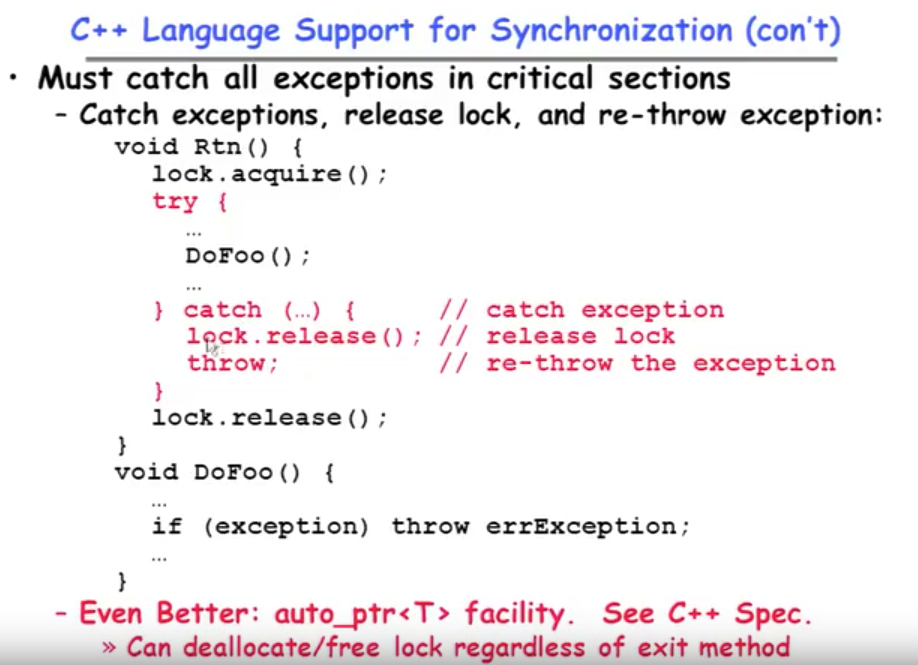 C++ Language Support for Synchronization (con't)
• Must catch all exceptions in critical sections
– Catch exceptions, release lock, and re-throw exception:
void Rtn() {
lock.acquire();
try {
…
DoFoo();
…
} catch (…) { // catch exception
lock.release(); // release lock
throw; // re-throw the exception
}
lock.release();
}
void DoFoo() {
…
if (exception) throw errException;
…
}
– Even Better: auto_ptr<T> facility. See C++ Spec.
» Can deallocate/free lock regardless of exit method